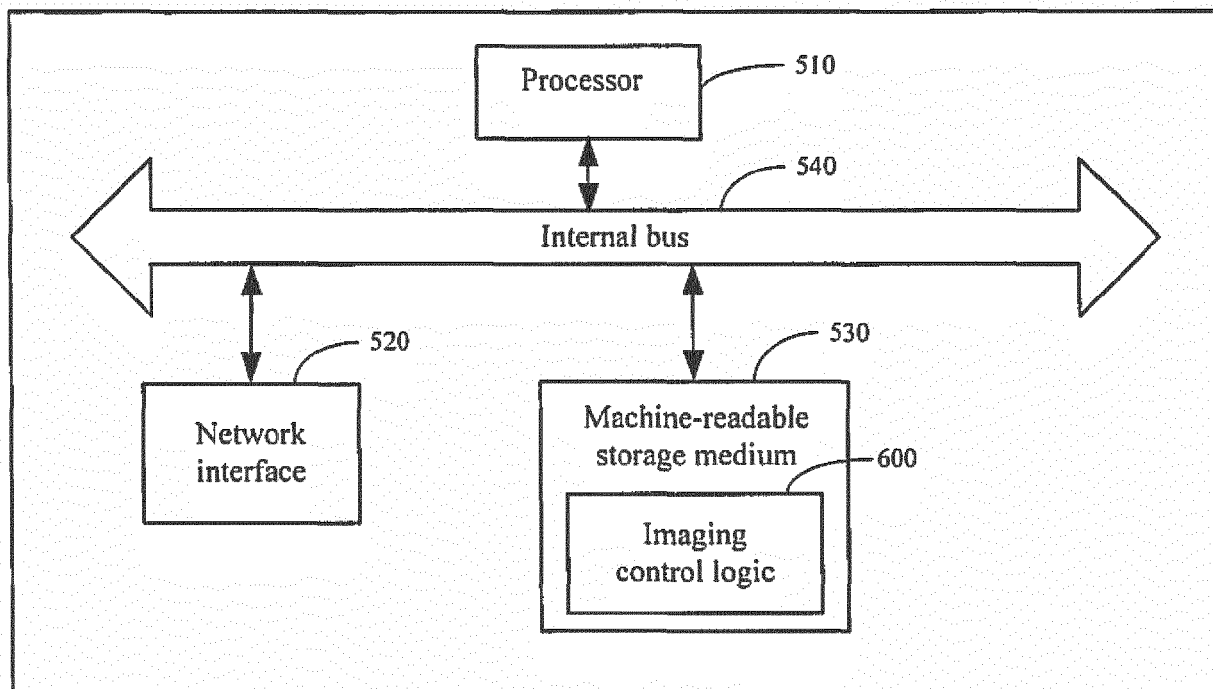 Processor
510
540
Internal bus
520
530
Network
interface
Machine-readable
storage medium
600
Imaging
control logic